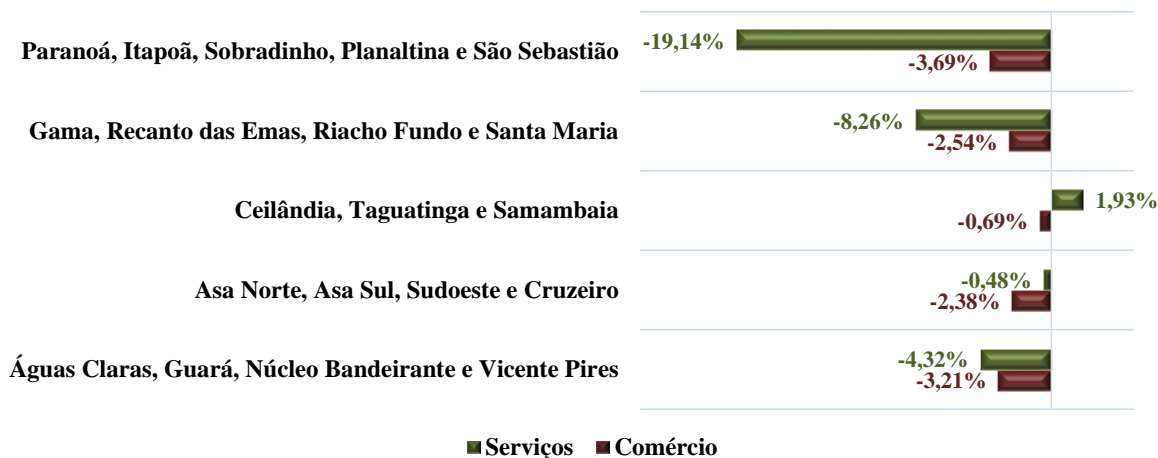 Paranoá, Itapoã, Sobradinho, Planaltina e São Sebastião
-19,14%
-3,69%
Gama, Recanto das Emas, Riacho Fundo e Santa Maria
-8,26%
-2,54%
Ceilândia, Taguatinga e Samambaia
1,93%
-0,69%
Asa Norte, Asa Sul, Sudoeste e Cruzeiro
-0,48%
-2,38%
Águas Claras, Guará, Núcleo Bandeirante e Vicente Pires
-4,32%
-3,21%
Serviços Comércio